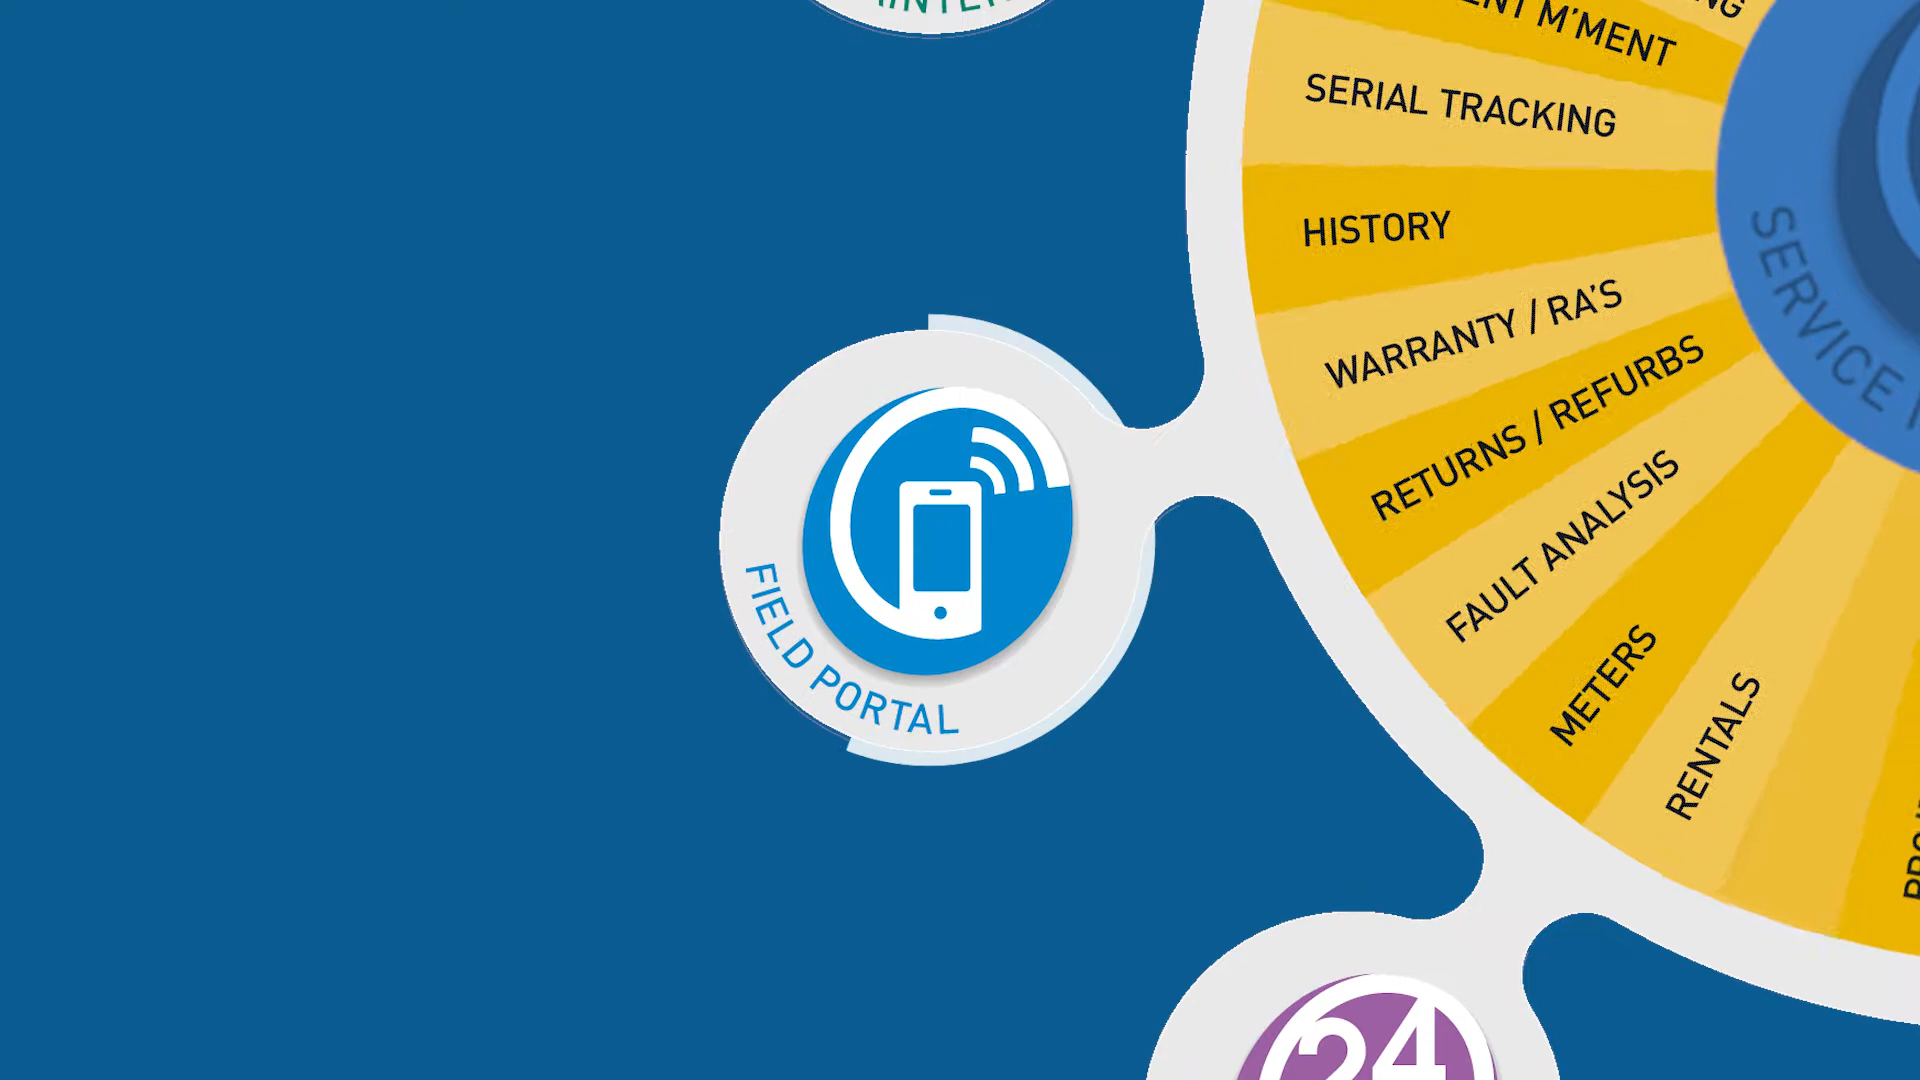 M'MENT
SERIAL TRACKING
HISTORY
WARRANTY / RA'S
RETURNS / REFURBS
FAULT ANALYSIS
METERS
RENTALS
SERVICE
FIELD PORTAL
24